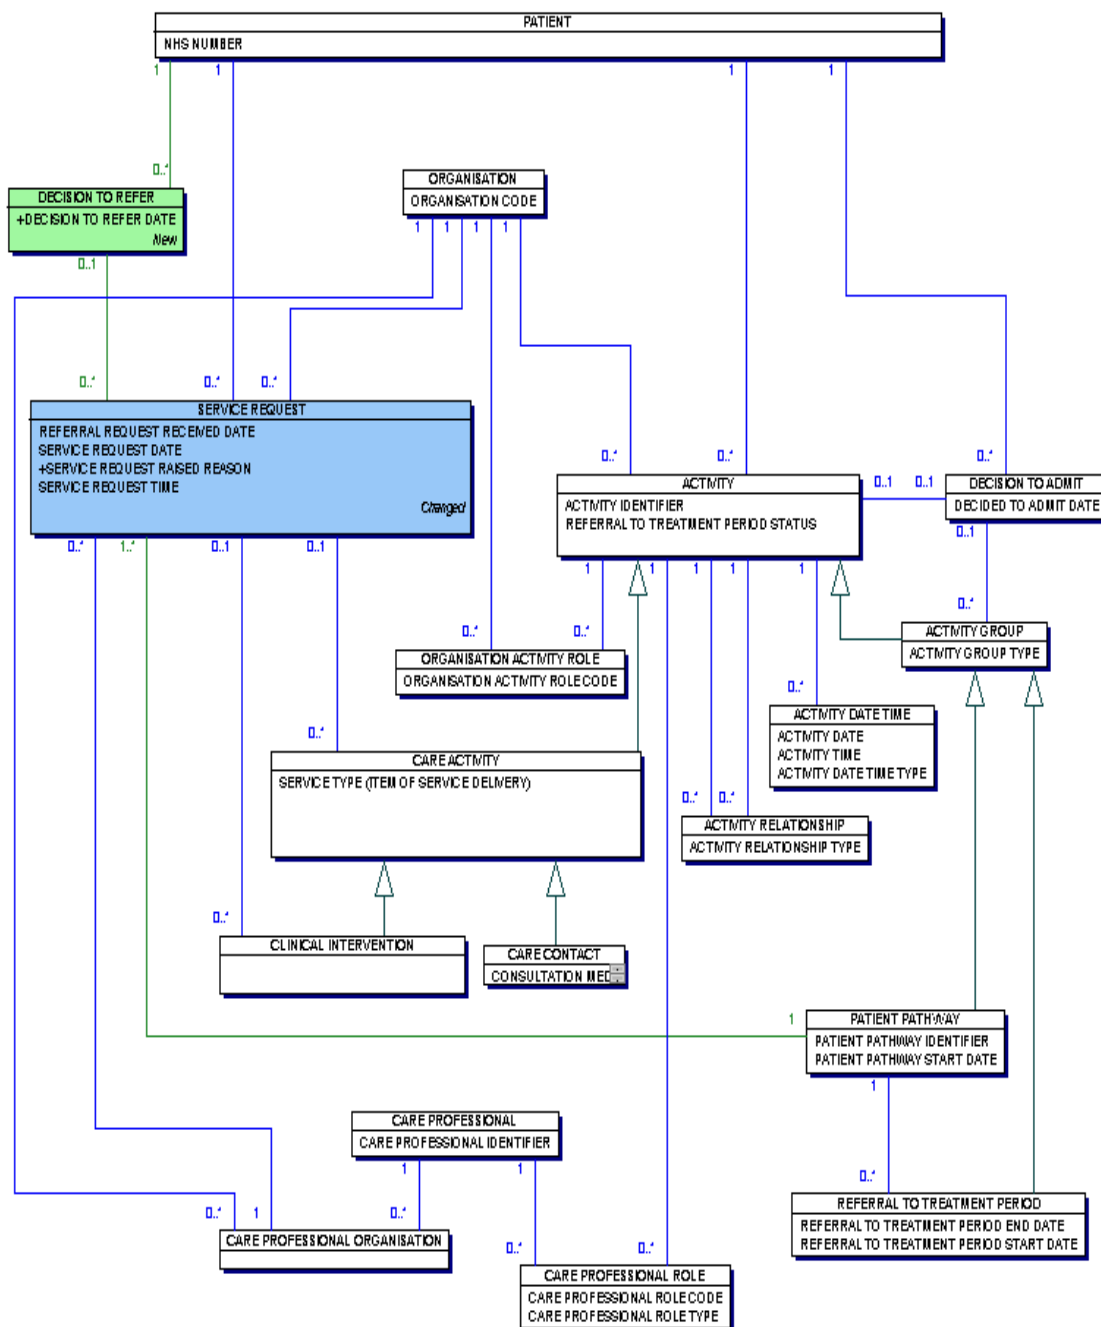 PATIENT
NHS NUMBER
1
1
1
1
0..*
DECISION TO REFER
+DECISION TO REFER DATE
New
ORGANISATION
ORGANISATION CODE
1
1
1
1
0..1
0..*
0..*
0..*
SERVICE REQUEST
REFERRAL REQUEST RECEIVED DATE
SERVICE REQUEST DATE
+SERVICE REQUEST RAISED REASON
SERVICE REQUEST TIME
Changed
0..*
0..*
0..*
ACTIVITY
ACTIVITY IDENTIFIER
REFERRAL TO TREATMENT PERIOD STATUS
0..1
0..1
DECISION TO ADMIT
DECIDED TO ADMIT DATE
0..*
1..*
0..1
0..1
1
1
1
1
1
0..1
0..*
0..*
0..*
ACTIVITY GROUP
ACTIVITY GROUP TYPE
ORGANISATION ACTIVITY ROLE
ORGANISATION ACTIVITY ROLE CODE
0..*
ACTIVITY DATE TIME
ACTIVITY DATE
ACTIVITY TIME
ACTIVITY DATE TIME TYPE
0..*
CARE ACTIVITY
SERVICE TYPE (ITEM OF SERVICE DELIVERY)
0..*
0..*
ACTIVITY RELATIONSHIP
ACTIVITY RELATIONSHIP TYPE
0..*
CLINICAL INTERVENTION
CARE CONTACT
CONSULTATION MED
1
PATIENT PATHWAY
PATIENT PATHWAY IDENTIFIER
PATIENT PATHWAY START DATE
1
CARE PROFESSIONAL
CARE PROFESSIONAL IDENTIFIER
1
1
0..*
REFERRAL TO TREATMENT PERIOD
REFERRAL TO TREATMENT PERIOD END DATE
REFERRAL TO TREATMENT PERIOD START DATE
0..*
1
0..*
CARE PROFESSIONAL ORGANISATION
0..*
0..*
CARE PROFESSIONAL ROLE
CARE PROFESSIONAL ROLE CODE
CARE PROFESSIONAL ROLE TYPE